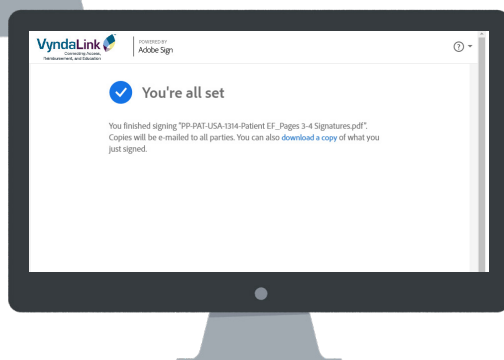 VyndaLink
Connecting Access,
Reimbursement, and Education
POWERED BY
Adobe Sign
You're all set
You finished signing "PP-PAT-USA-1314-Patient EF_Pages 3-4 Signatures.pdf".
Copies will be e-mailed to all parties. You can also download a copy of what you
just signed.